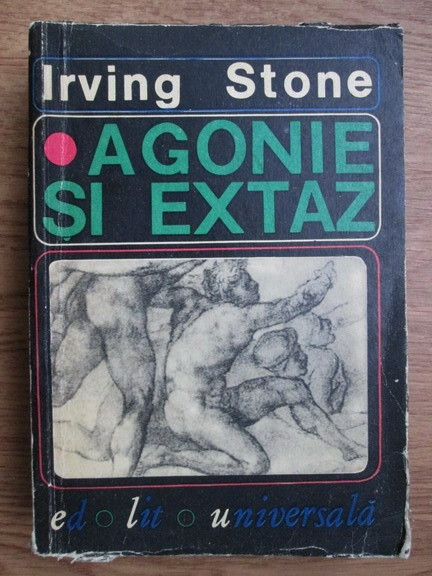 Irving Stone
AGONIE
ȘI EXTAZ
ed lit universală